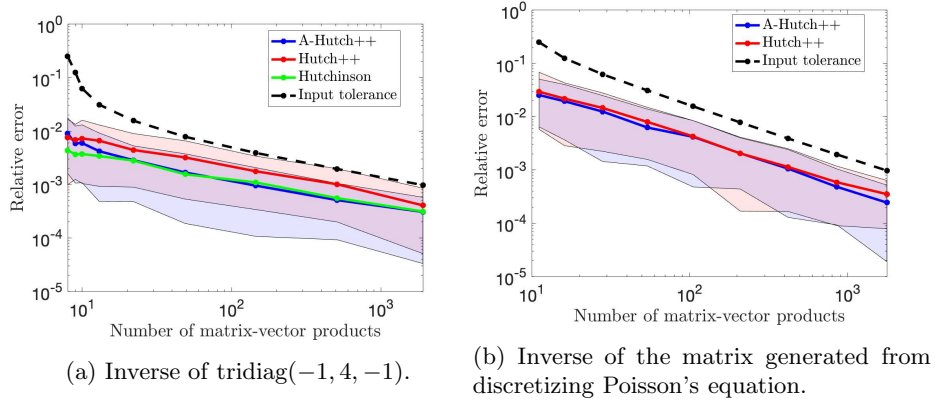 10^0
10^-1
10^-2
10^-3
10^-4
10^-5
Relative error
A-Hutch++
Hutch++
Hutchinson
Input tolerance
10^1
10^2
10^3
Number of matrix-vector products
(a) Inverse of tridiag(−1, 4, −1).
10^0
10^-1
10^-2
10^-3
10^-4
10^-5
Relative error
A-Hutch++
Hutch++
Input tolerance
10^1
10^2
10^3
Number of matrix-vector products
(b) Inverse of the matrix generated from
discretizing Poisson's equation.